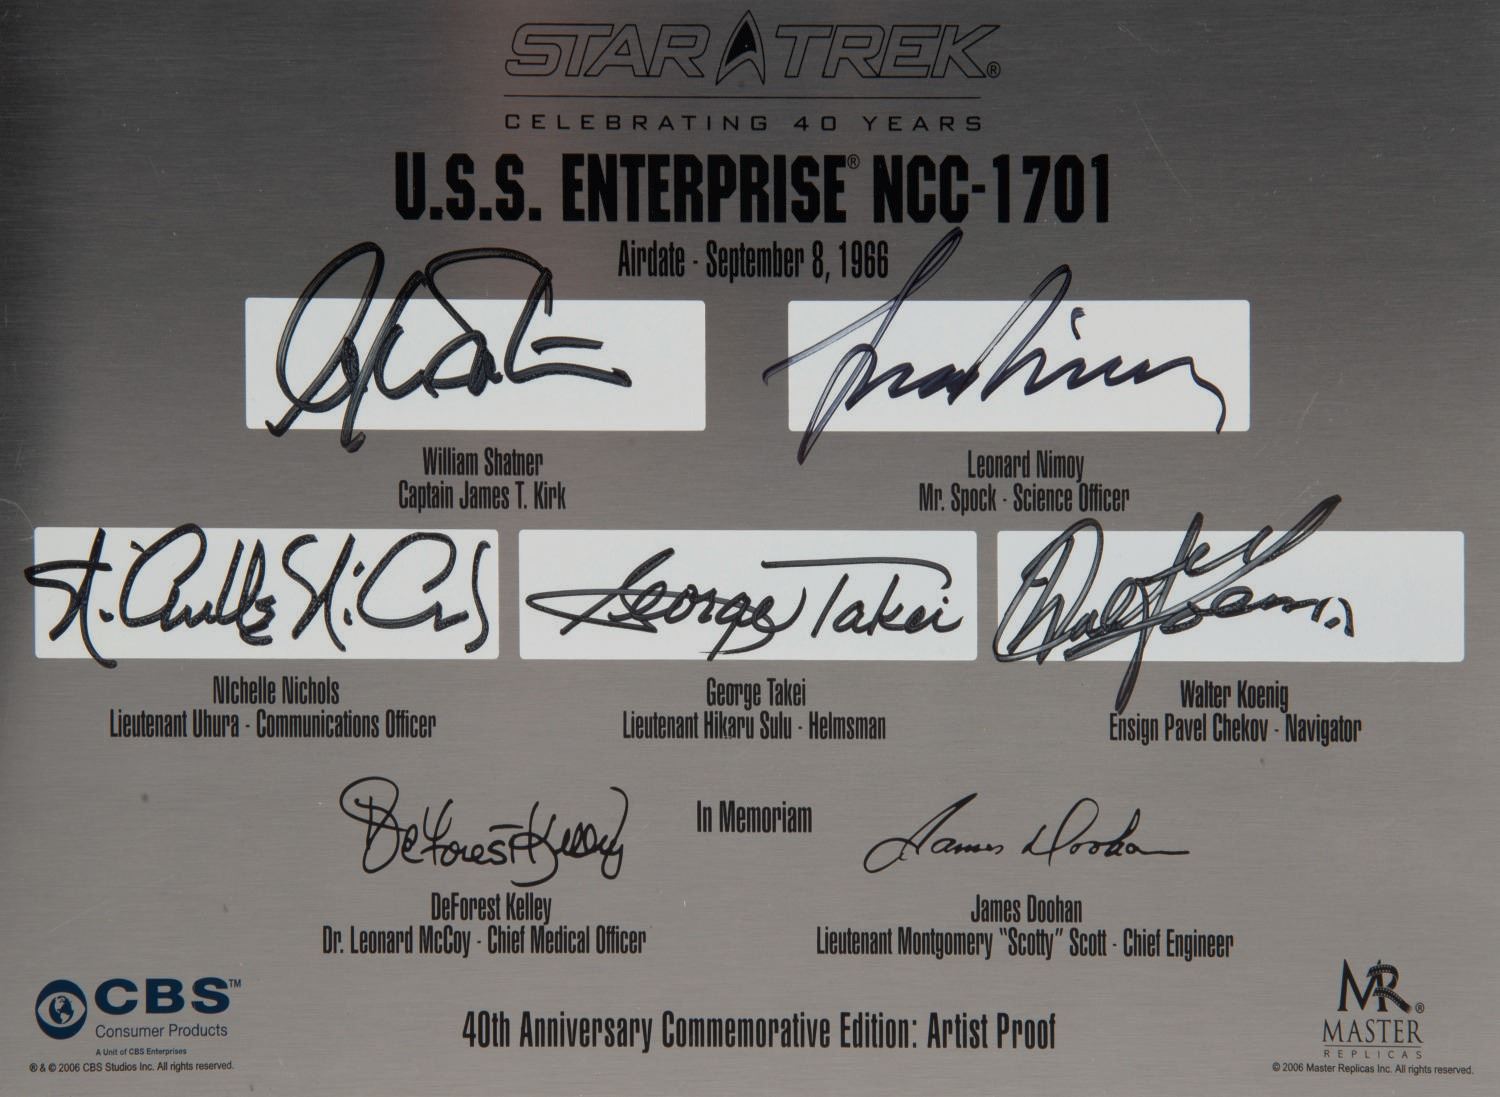 STAR TREK®
CELEBRATING 40 YEARS
U.S.S. ENTERPRISE® NCC-1701
Airdate - September 8, 1966
William Shatner
Captain James T. Kirk
Leonard Nimoy
Mr. Spock - Science Officer
Nichelle Nichols
George Takei
Walter Koenig
NIchelle Nichols
Lieutenant Uhura - Communications Officer
George Takei
Lieutenant Hikaru Sulu - Helmsman
Walter Koenig
Ensign Pavel Chekov - Navigator
DeForest Kelley
In Memoriam
James Doohan
DeForest Kelley
Dr. Leonard McCoy - Chief Medical Officer
James Doohan
Lieutenant Montgomery "Scotty" Scott - Chief Engineer
CBS™
Consumer Products
A Unit of CBS Enterprises
® & © 2006 CBS Studios Inc. All rights reserved.
40th Anniversary Commemorative Edition: Artist Proof
MR®
MASTER
REPLICAS
© 2006 Master Replicas Inc. All rights reserved.